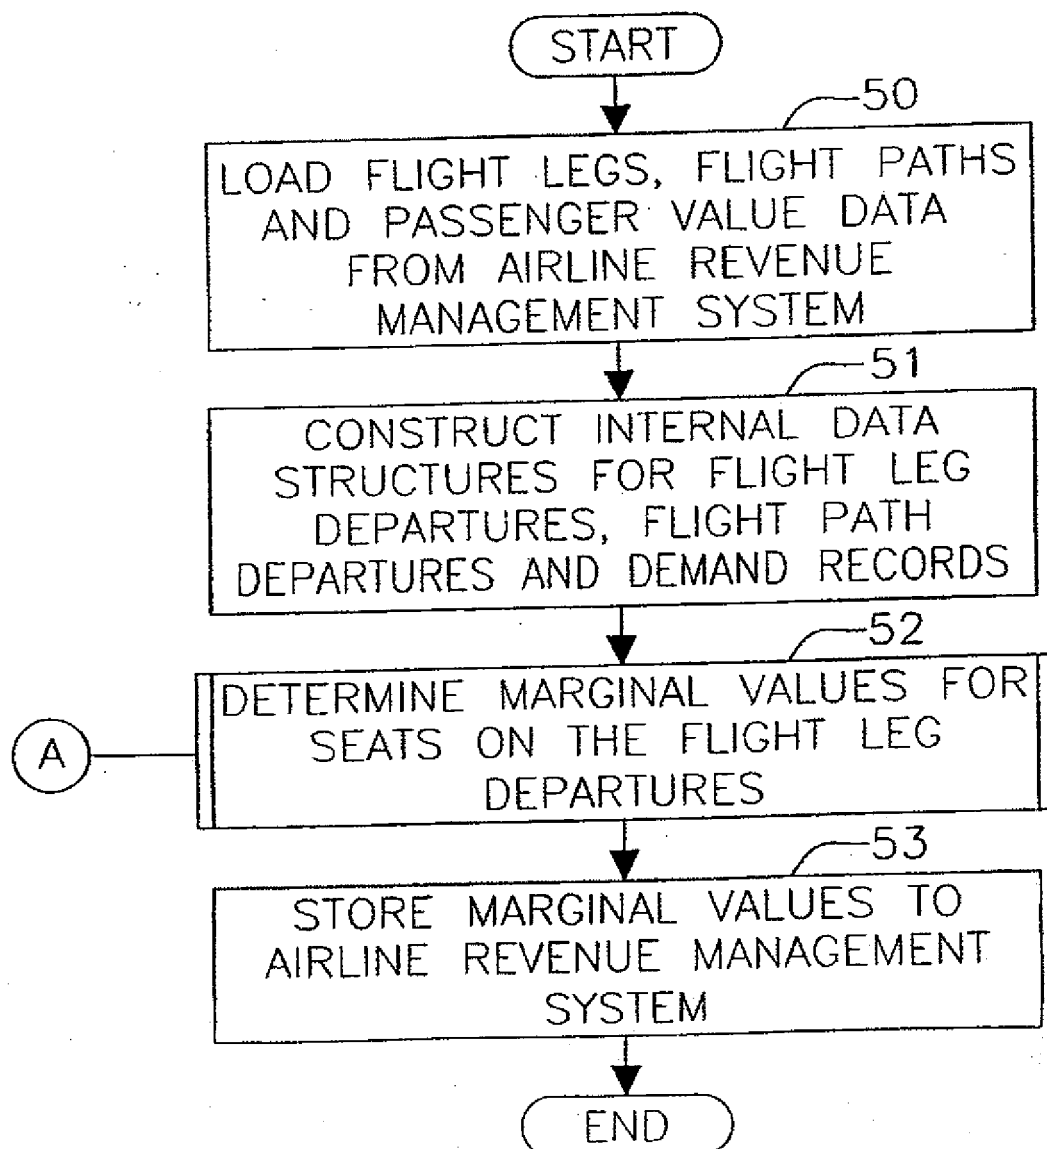 START
50
LOAD FLIGHT LEGS, FLIGHT PATHS
AND PASSENGER VALUE DATA
FROM AIRLINE REVENUE
MANAGEMENT SYSTEM
51
CONSTRUCT INTERNAL DATA
STRUCTURES FOR FLIGHT LEG
DEPARTURES, FLIGHT PATH
DEPARTURES AND DEMAND RECORDS
52
DETERMINE MARGINAL VALUES FOR
SEATS ON THE FLIGHT LEG
DEPARTURES
A
53
STORE MARGINAL VALUES TO
AIRLINE REVENUE MANAGEMENT
SYSTEM
END